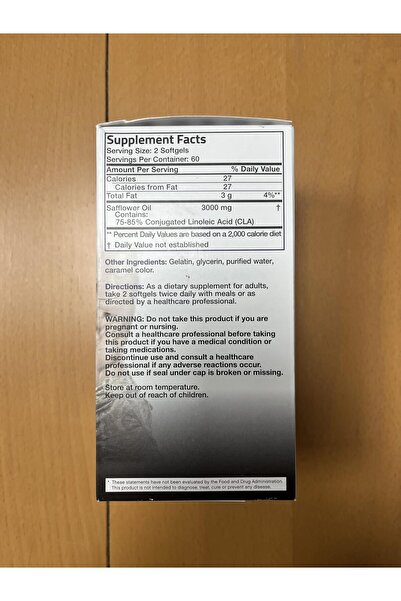 Supplement Facts
Serving Size: 2 Softgels
Servings Per Container: 60
Amount Per Serving % Daily Value
Calories 27
Calories from Fat 27
Total Fat 3 g 4%**
Safflower Oil 3000 mg †
Contains:
75-85% Conjugated Linoleic Acid (CLA)
** Percent Daily Values are based on a 2,000 calorie diet
† Daily Value not established
Other Ingredients: Gelatin, glycerin, purified water,
caramel color.
Directions: As a dietary supplement for adults,
take 2 softgels twice daily with meals or as
directed by a healthcare professional.
WARNING: Do not take this product if you are
pregnant or nursing.
Consult a healthcare professional before taking
this product if you have a medical condition or
taking medications.
Discontinue use and consult a healthcare
professional if any adverse reactions occur.
Do not use if seal under cap is broken or missing.
Store at room temperature.
Keep out of reach of children.
* These statements have not been evaluated by the Food and Drug Administration
This product is not intended to diagnose, treat, cure or prevent any disease.